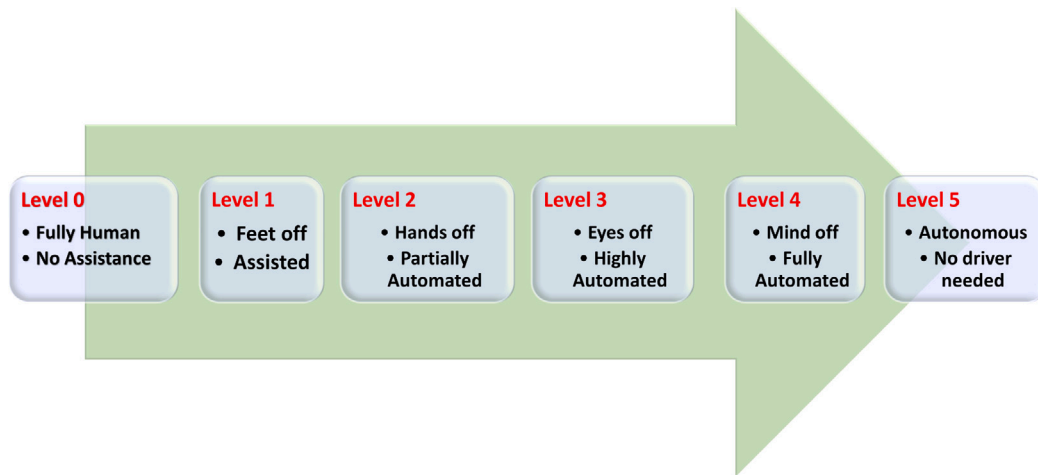 Level 0
• Fully Human
• No Assistance
Level 1
• Feet off
• Assisted
Level 2
• Hands off
• Partially
Automated
Level 3
• Eyes off
• Highly
Automated
Level 4
• Mind off
• Fully
Automated
Level 5
• Autonomous
• No driver
needed